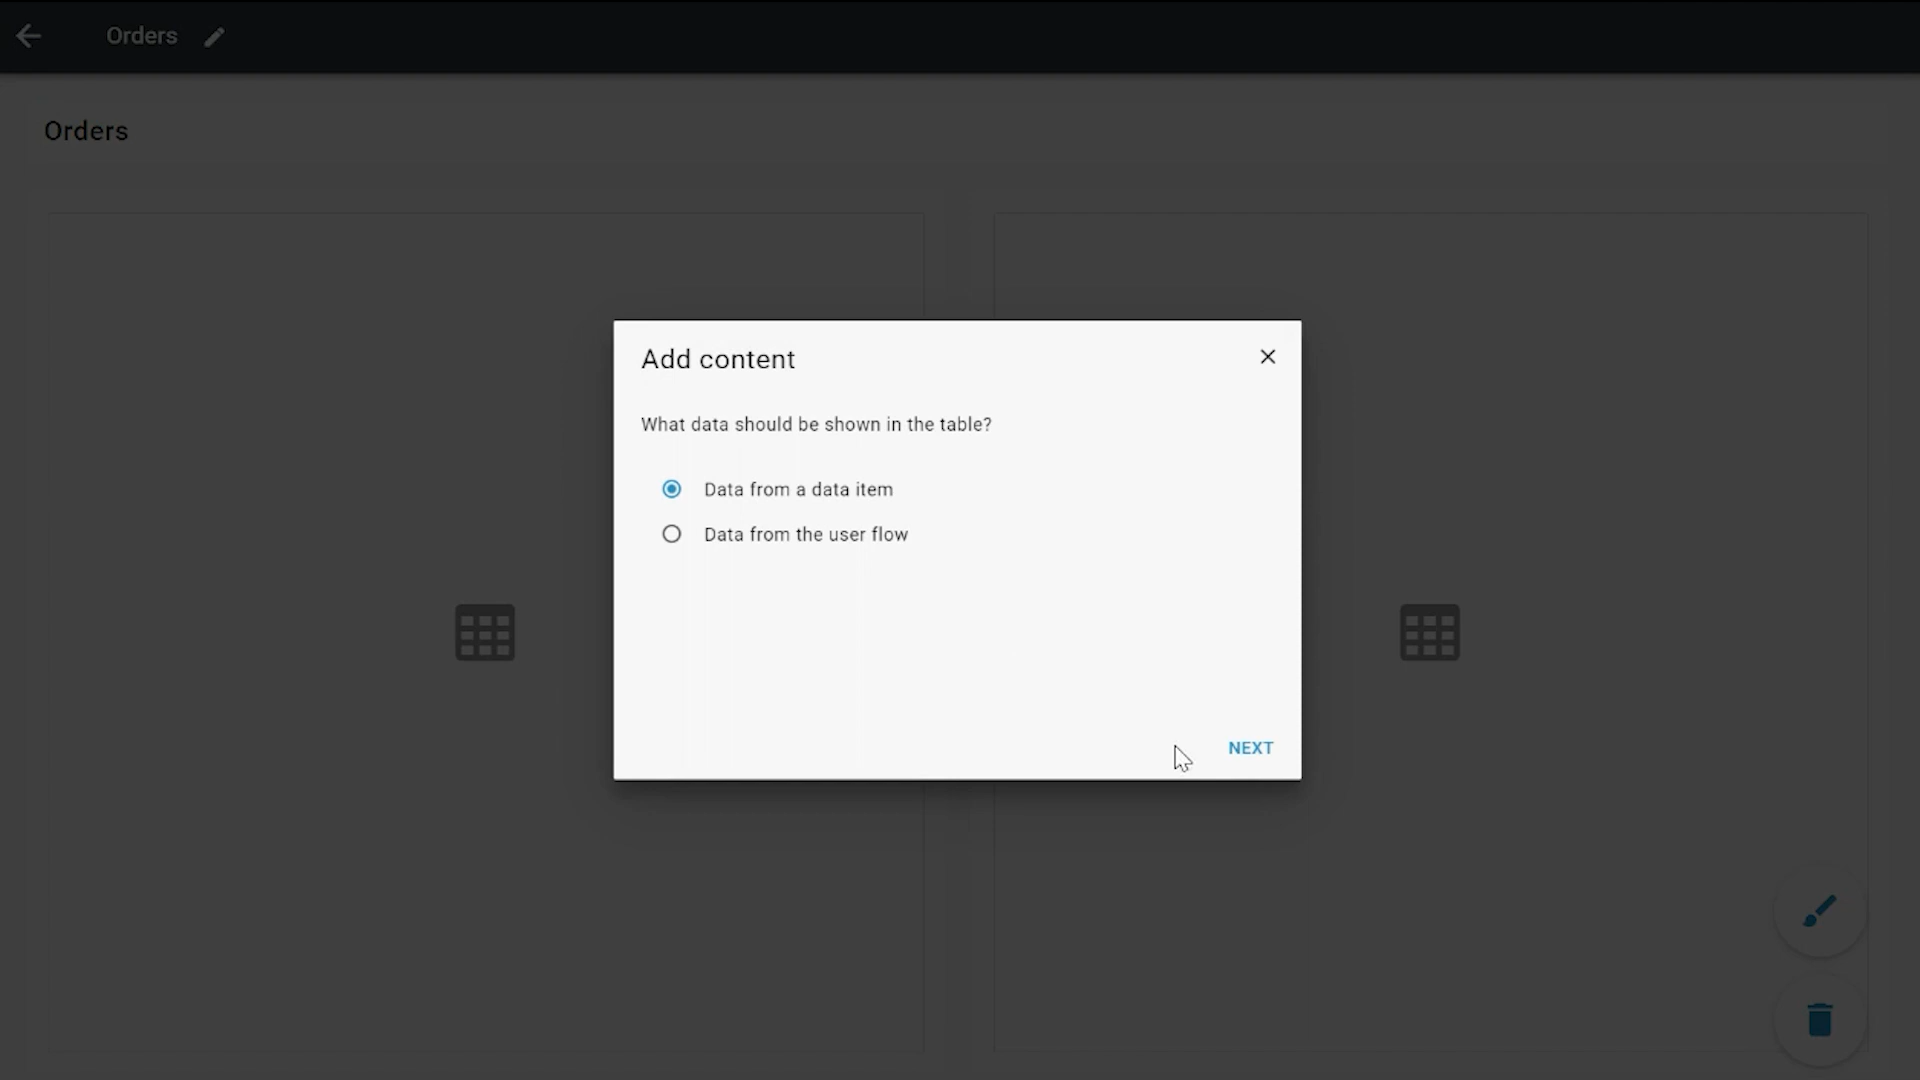 Orders
Orders
Add content
What data should be shown in the table?
Data from a data item
Data from the user flow
NEXT